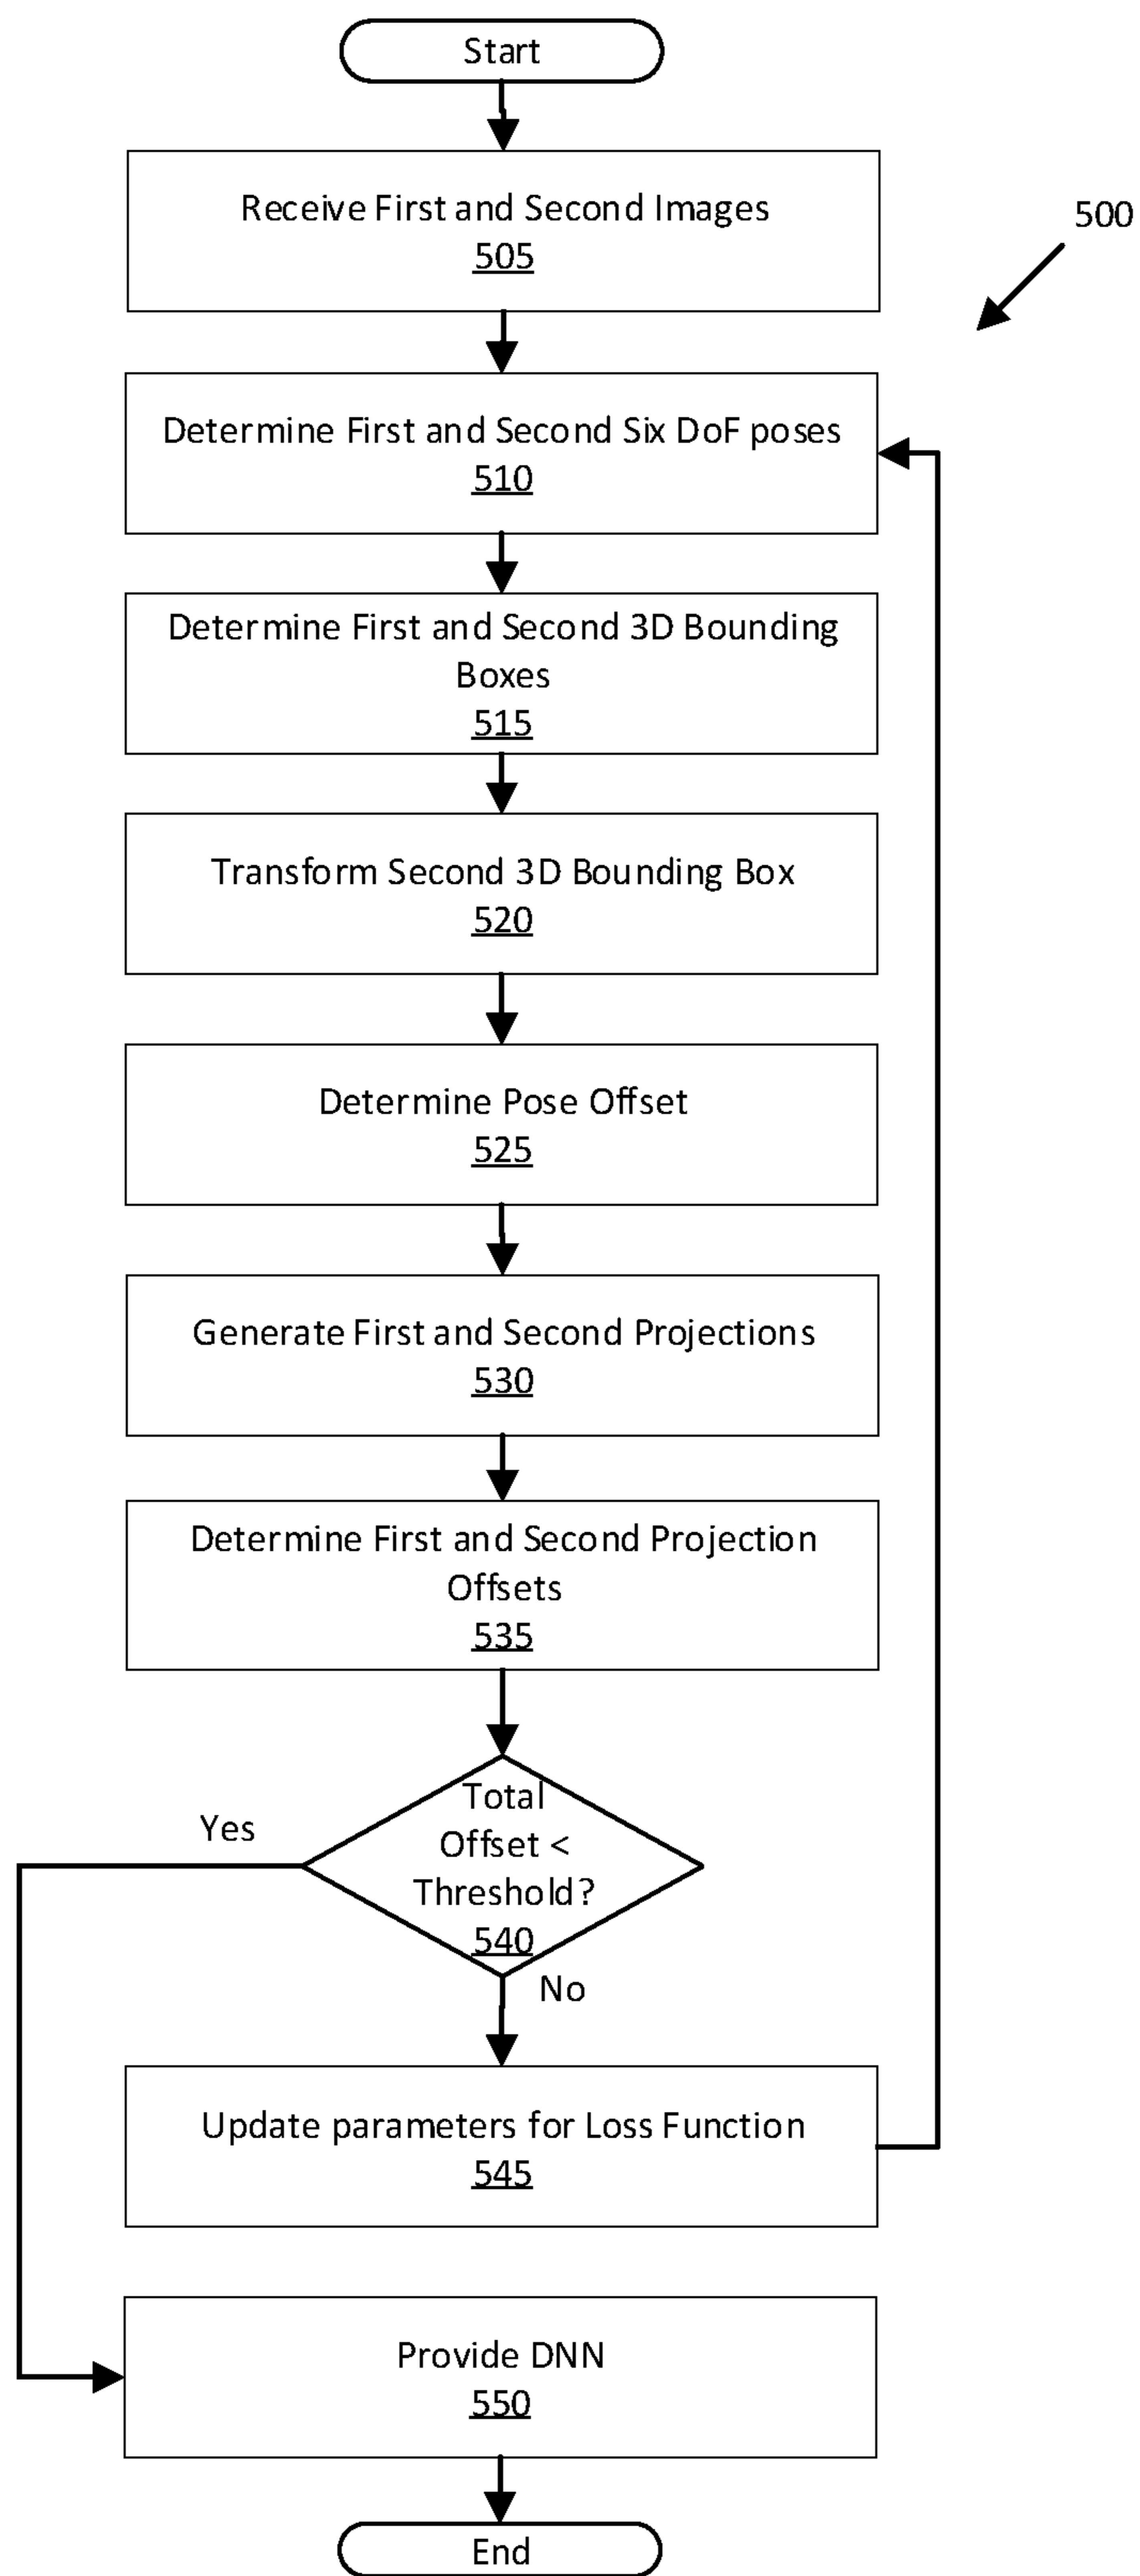 Start
Receive First and Second Images
505
500
Determine First and Second Six DoF poses
510
Determine First and Second 3D Bounding
Boxes
515
Transform Second 3D Bounding Box
520
Determine Pose Offset
525
Generate First and Second Projections
530
Determine First and Second Projection
Offsets
535
Total
Offset <
Threshold?
540
Yes
No
Update parameters for Loss Function
545
Provide DNN
550
End